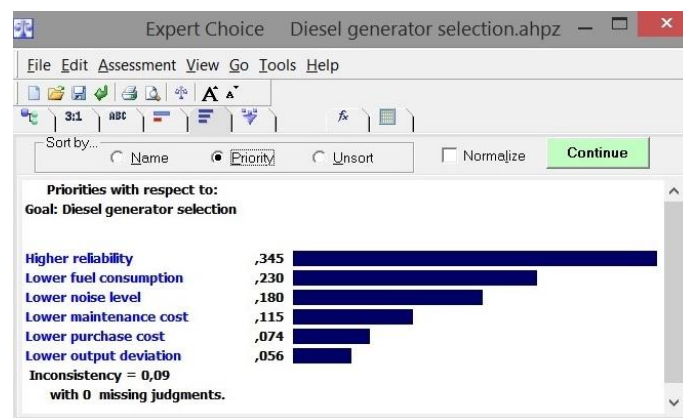 Expert Choice Diesel generator selection.ahpz
File Edit Assessment View Go Tools Help
A A
3:1 ABC fx
Sort by...
Name Priority Unsort Normalize Continue
Priorities with respect to:
Goal: Diesel generator selection
Higher reliability ,345
Lower fuel consumption ,230
Lower noise level ,180
Lower maintenance cost ,115
Lower purchase cost ,074
Lower output deviation ,056
Inconsistency = 0,09
with 0 missing judgments.